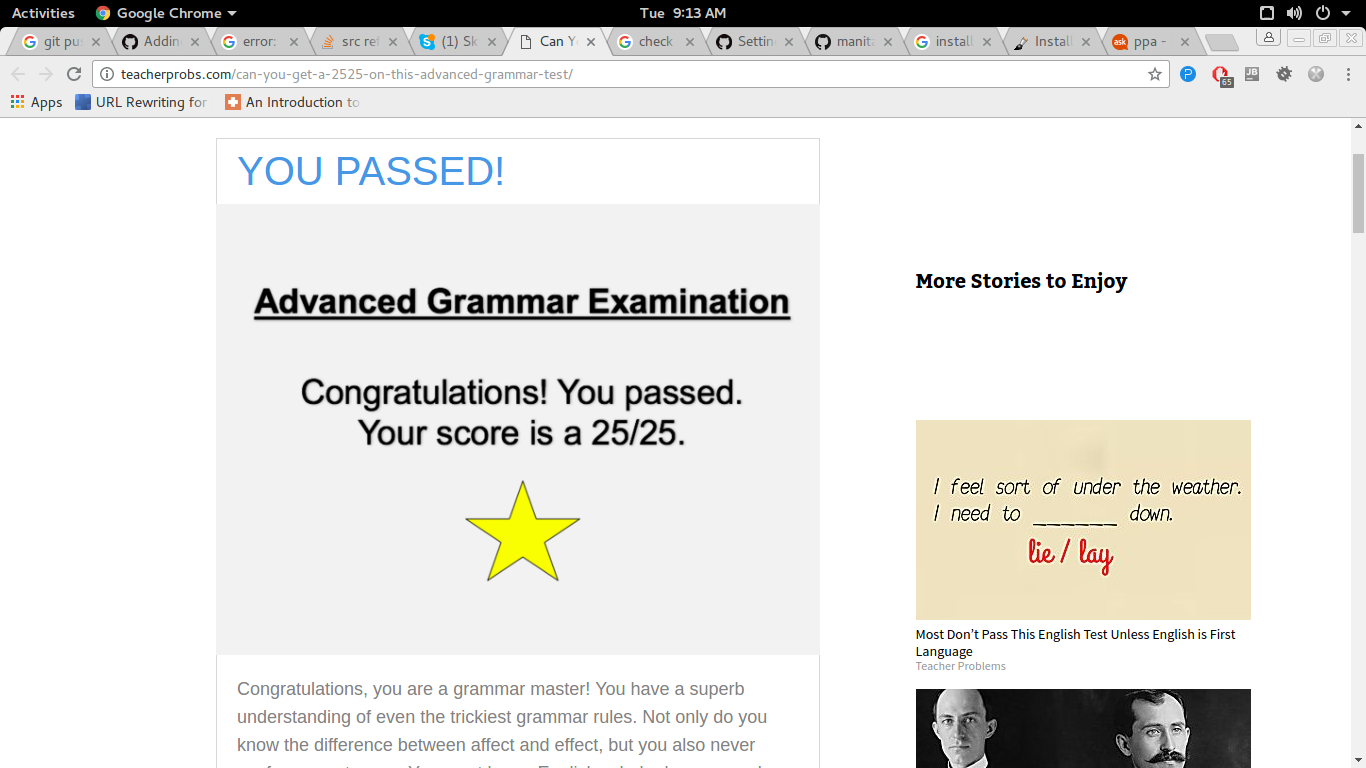 Activities
Google Chrome
Tue 9:13 AM
git pu
Addin
error:
src ref
(1) Sk
Can Y
check
Settin
manita
install
Install
ppa -
teacherprobs.com/can-you-get-a-2525-on-this-advanced-grammar-test/
65
JB
Apps
URL Rewriting for
An Introduction to
YOU PASSED!
Advanced Grammar Examination
Congratulations! You passed.
Your score is a 25/25.
Congratulations, you are a grammar master! You have a superb
understanding of even the trickiest grammar rules. Not only do you
know the difference between affect and effect, but you also never
More Stories to Enjoy
I feel sort of under the weather.
I need to ______ down.
lie / lay
Most Don't Pass This English Test Unless English is First
Language
Teacher Problems